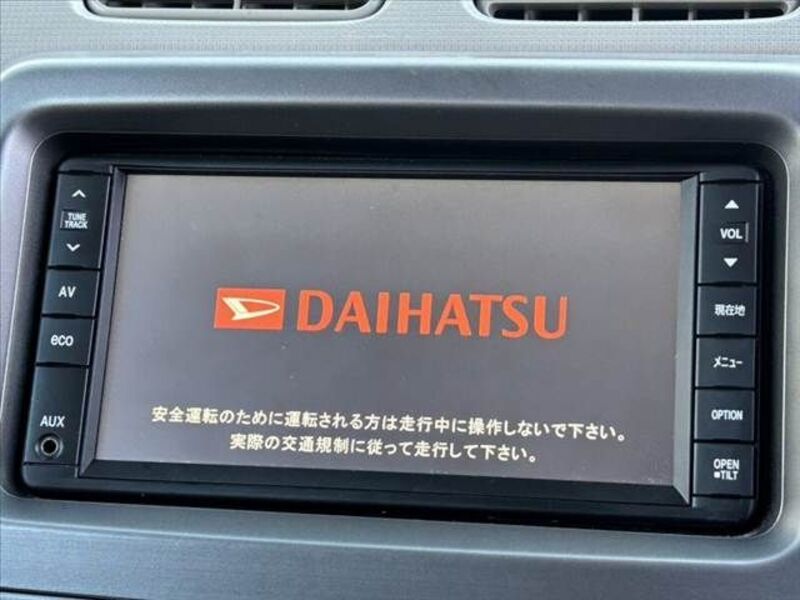 TUNE
TRACK
AV
eco
AUX
DAIHATSU
安全運転のために運転される方は走行中に操作しないで下さい。
実際の交通規制に従って走行して下さい。
VOL
現在地
メニュー
OPTION
OPEN
■TILT